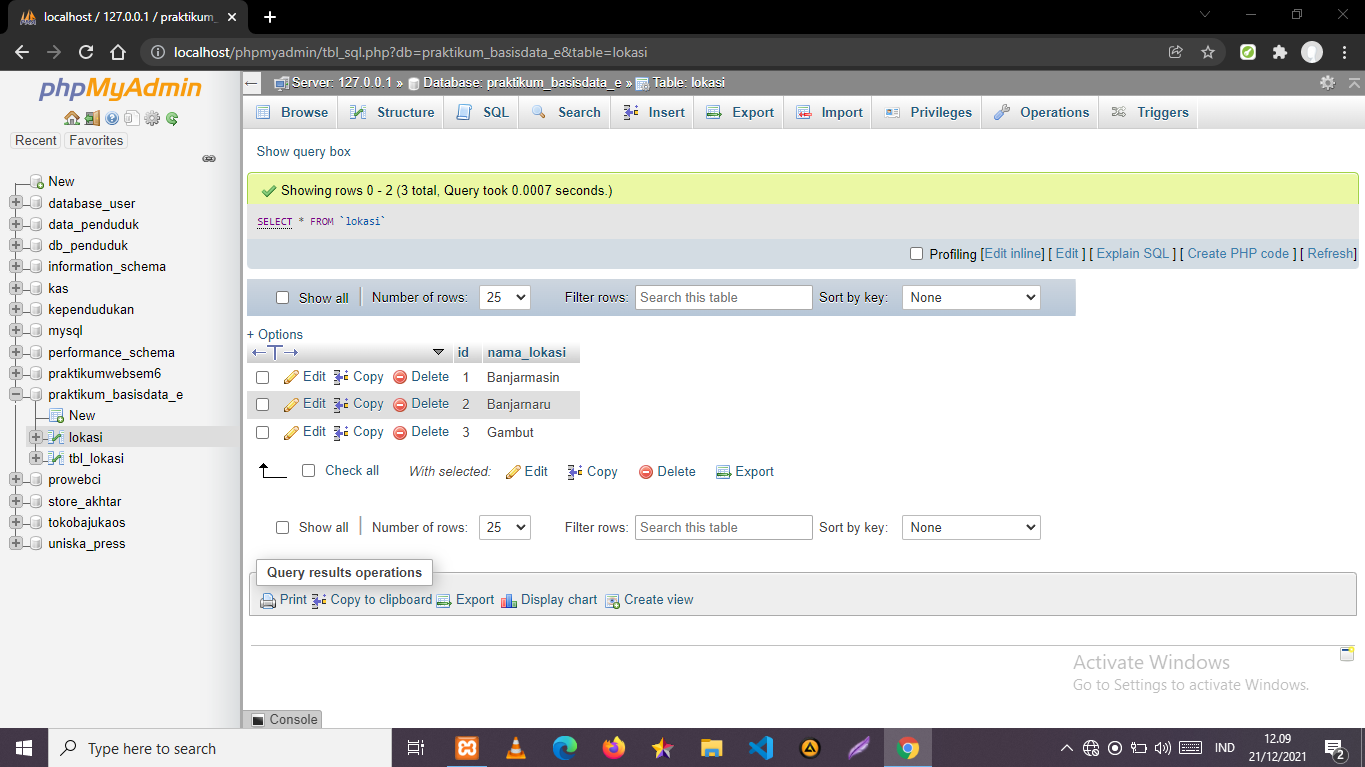 localhost / 127.0.0.1 / praktikum_
localhost/phpmyadmin/tbl_sql.php?db=praktikum_basisdata_e&table=lokasi
phpMyAdmin
Recent Favorites
New
database_user
data_penduduk
db_penduduk
information_schema
kas
kependudukan
mysql
performance_schema
praktikumwebsem6
praktikum_basisdata_e
New
lokasi
tbl_lokasi
prowebci
store_akhtar
tokobajukaos
uniska_press
Server: 127.0.0.1 » Database: praktikum_basisdata_e » Table: lokasi
Browse Structure SQL Search Insert Export Import Privileges Operations Triggers
Show query box
Showing rows 0 - 2 (3 total, Query took 0.0007 seconds.)
SELECT * FROM `lokasi`
Profiling [Edit inline] [ Edit ] [ Explain SQL ] [ Create PHP code ] [ Refresh]
Show all Number of rows: 25 Filter rows: Search this table Sort by key: None
+ Options
id nama_lokasi
Edit Copy Delete 1 Banjarmasin
Edit Copy Delete 2 Banjarnaru
Edit Copy Delete 3 Gambut
Check all With selected: Edit Copy Delete Export
Show all Number of rows: 25 Filter rows: Search this table Sort by key: None
Query results operations
Print Copy to clipboard Export Display chart Create view
Activate Windows
Go to Settings to activate Windows.
Console
Type here to search
IND
12.09
21/12/2021
2